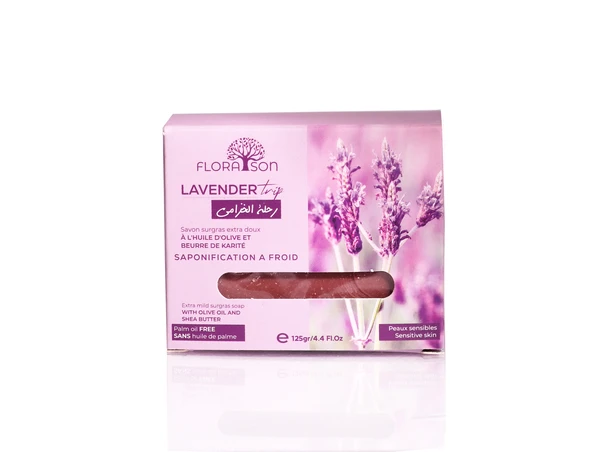 FLORA SON
LAVENDER trip
رحلة الخزامى
Savon surgras extra doux
À L'HUILE D'OLIVE ET
BEURRE DE KARITÉ
SAPONIFICATION A FROID
Extra mild surgras soap
WITH OLIVE OIL AND
SHEA BUTTER
Palm oil FREE
SANS huile de palme
e 125gr/4.4 Fl.Oz
Peaux sensibles
Sensitive skin